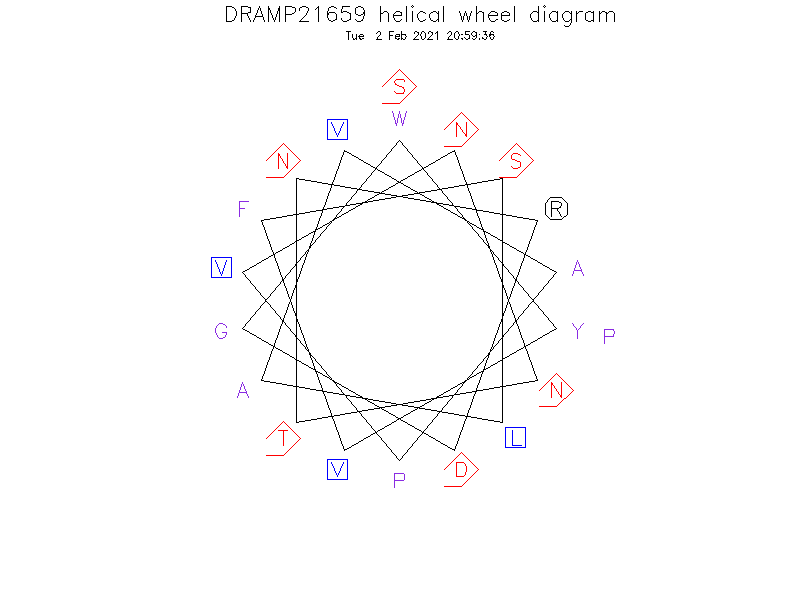 DRAMP21659 helical wheel diagram
Tue 2 Feb 2021 20:59:36
S
W
V N
N S
F R
V A
G Y P
A N
T L
V P D